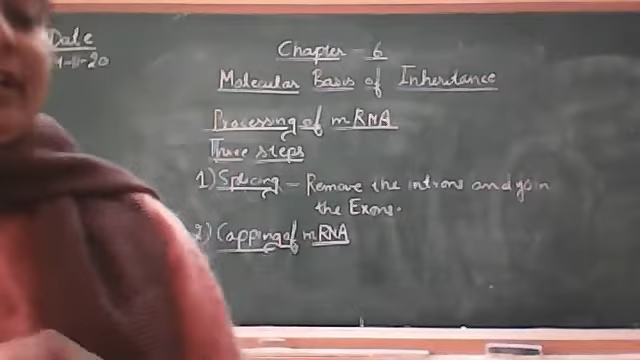 Date
Chapter - 6
Molecular Basis of Inheritance
Processing of mRNA
Three steps
1) Splicing - Remove the introns and join
the Exons.
2) Capping of mRNA